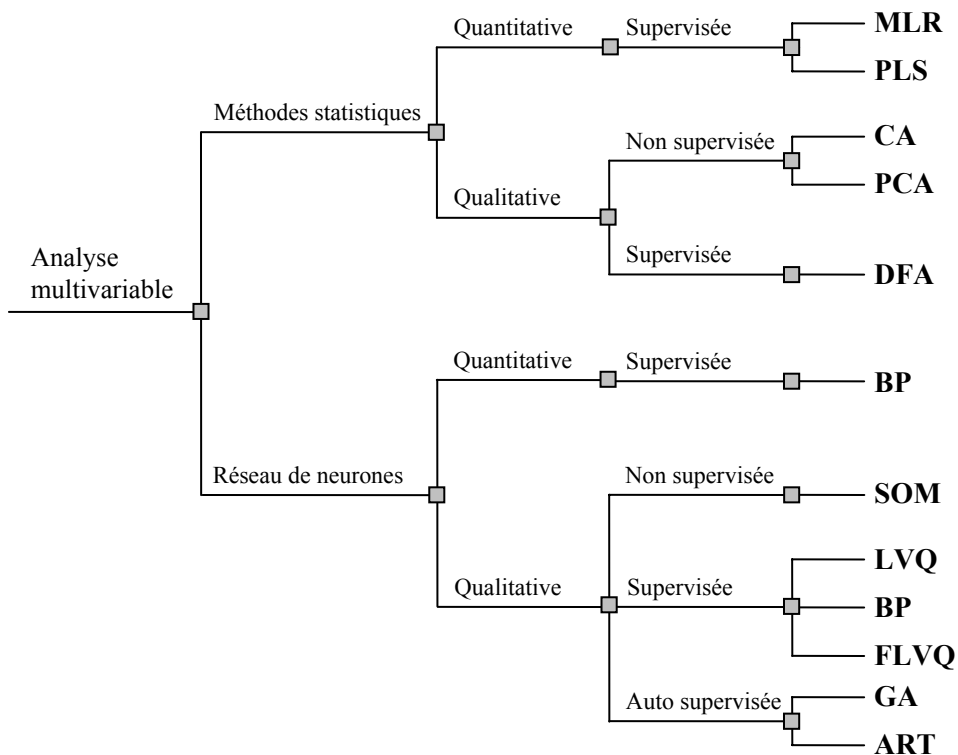 Quantitative
Supervisée
MLR
PLS
Méthodes statistiques
Non supervisée
CA
PCA
Qualitative
Supervisée
DFA
Analyse
multivariable
Quantitative
Supervisée
BP
Réseau de neurones
Non supervisée
SOM
LVQ
Qualitative
Supervisée
BP
FLVQ
Auto supervisée
GA
ART